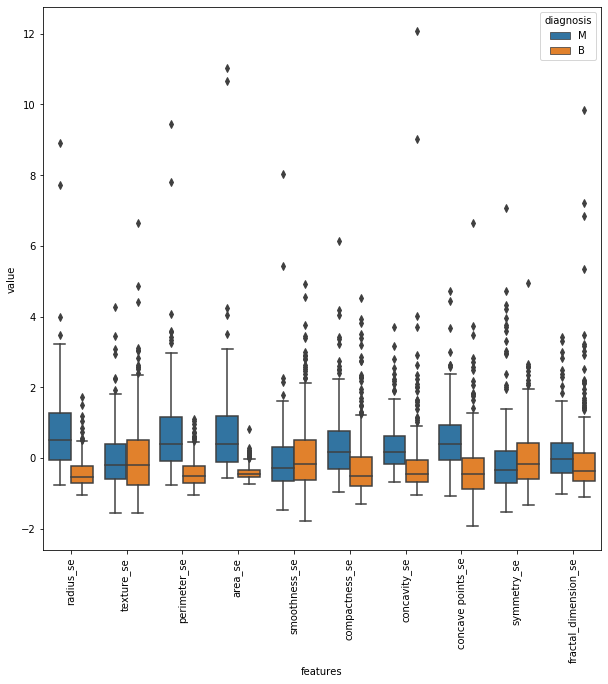 diagnosis
M
B
value
12
10
8
6
4
2
0
−2
radius_se
texture_se
perimeter_se
area_se
smoothness_se
compactness_se
concavity_se
concave points_se
symmetry_se
fractal_dimension_se
features